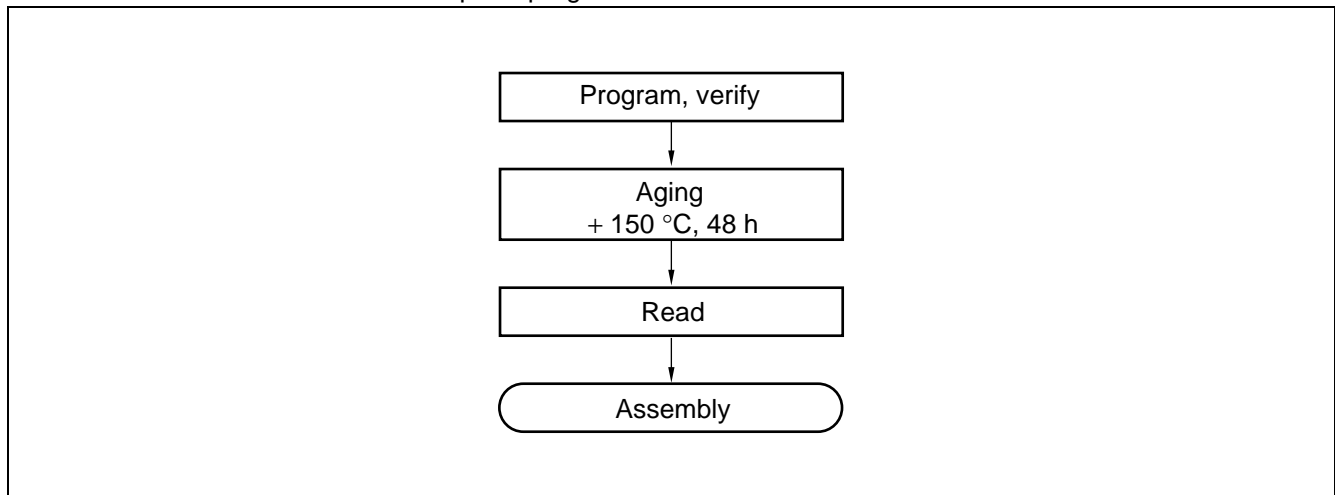 Program, verify
Aging
+ 150 °C, 48 h
Read
Assembly